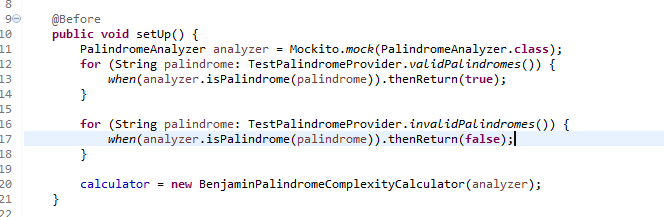 8
9 @Before
10 public void setUp() {
11 PalindromeAnalyzer analyzer = Mockito.mock(PalindromeAnalyzer.class);
12 for (String palindrome: TestPalindromeProvider.validPalindromes()) {
13 when(analyzer.isPalindrome(palindrome)).thenReturn(true);
14 }
15
16 for (String palindrome: TestPalindromeProvider.invalidPalindromes()) {
17 when(analyzer.isPalindrome(palindrome)).thenReturn(false);
18 }
19
20 calculator = new BenjaminPalindromeComplexityCalculator(analyzer);
21 }
22